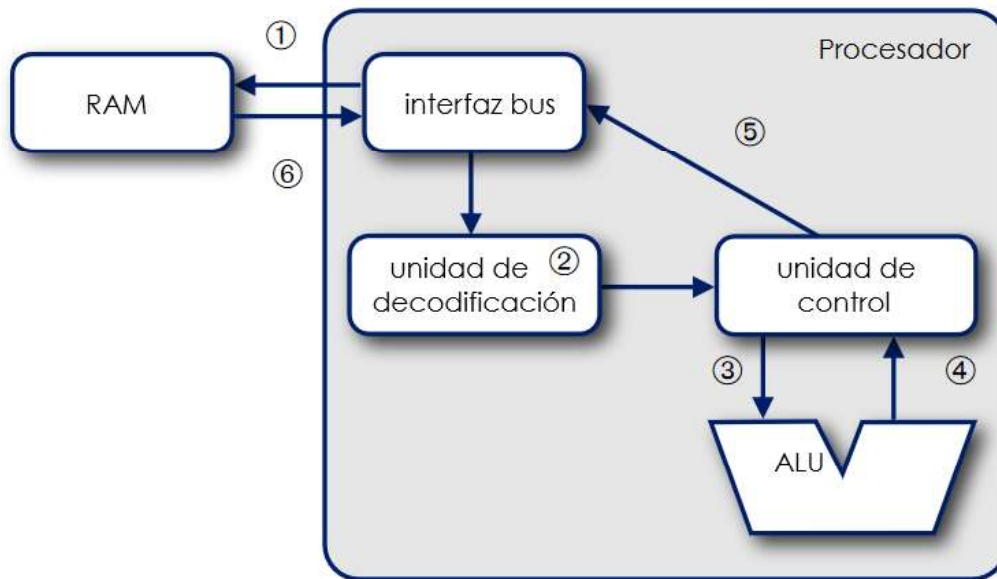 ①
Procesador
RAM
interfaz bus
⑤
⑥
unidad de ②
decodificación
unidad de
control
③
④
ALU